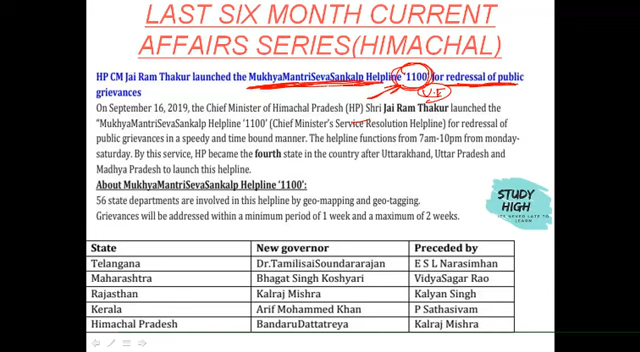 LAST SIX MONTH CURRENT
AFFAIRS SERIES(HIMACHAL)
HP CM Jai Ram Thakur launched the MukhyaMantriSevaSankalp Helpline '1100' for redressal of public
grievances
V.I
On September 16, 2019, the Chief Minister of Himachal Pradesh (HP) Shri Jai Ram Thakur launched the
"MukhyaMantriSevaSankalp Helpline '1100' (Chief Minister's Service Resolution Helpline) for redressal of
public grievances in a speedy and time bound manner. The helpline functions from 7am-10pm from monday-
saturday. By this service, HP became the fourth state in the country after Uttarakhand, Uttar Pradesh and
Madhya Pradesh to launch this helpline.
About MukhyaMantriSevaSankalp Helpline '1100':
56 state departments are involved in this helpline by geo-mapping and geo-tagging.
Grievances will be addressed within a minimum period of 1 week and a maximum of 2 weeks.
STUDY
HIGH
IT'S NEVER LATE TO
LEARN
State New governor Preceded by
Telangana Dr.TamilisaiSoundararajan E S L Narasimhan
Maharashtra Bhagat Singh Koshyari VidyaSagar Rao
Rajasthan Kalraj Mishra Kalyan Singh
Kerala Arif Mohammed Khan P Sathasivam
Himachal Pradesh BandaruDattatreya Kalraj Mishra